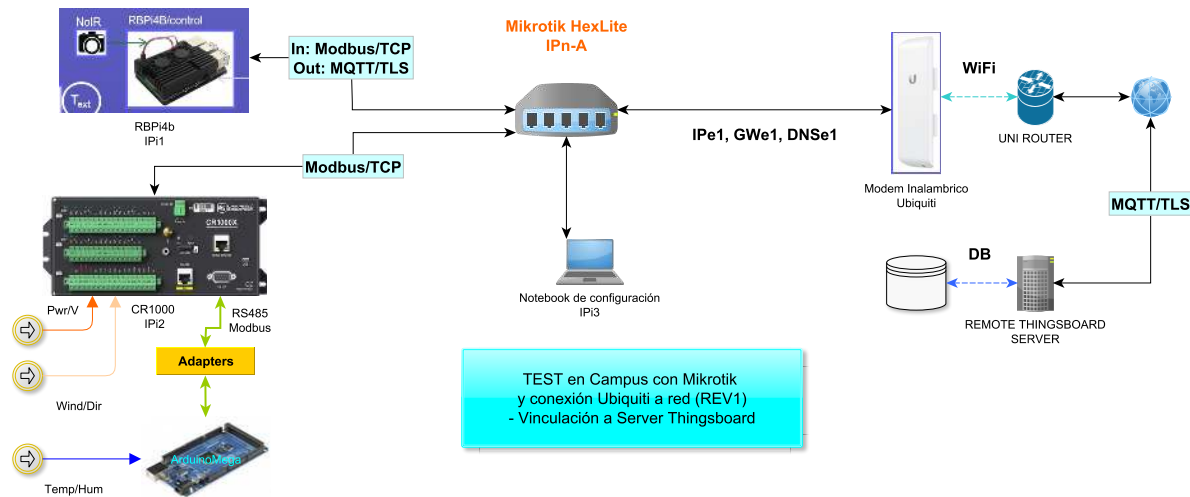 NoIR
RBPi4B/control
Text
RBPi4b
IPi1
In: Modbus/TCP
Out: MQTT/TLS
Mikrotik HexLite
IPn-A
Modbus/TCP
IPe1, GWe1, DNSe1
WiFi
UNI ROUTER
Modem Inalambrico
Ubiquiti
MQTT/TLS
DB
REMOTE THINGSBOARD
SERVER
Notebook de configuración
IPi3
CR1000X
Pwr/V
CR1000
IPi2
RS485
Modbus
Adapters
Wind/Dir
ArduinoMega
Temp/Hum
TEST en Campus con Mikrotik
y conexión Ubiquiti a red (REV1)
- Vinculación a Server Thingsboard